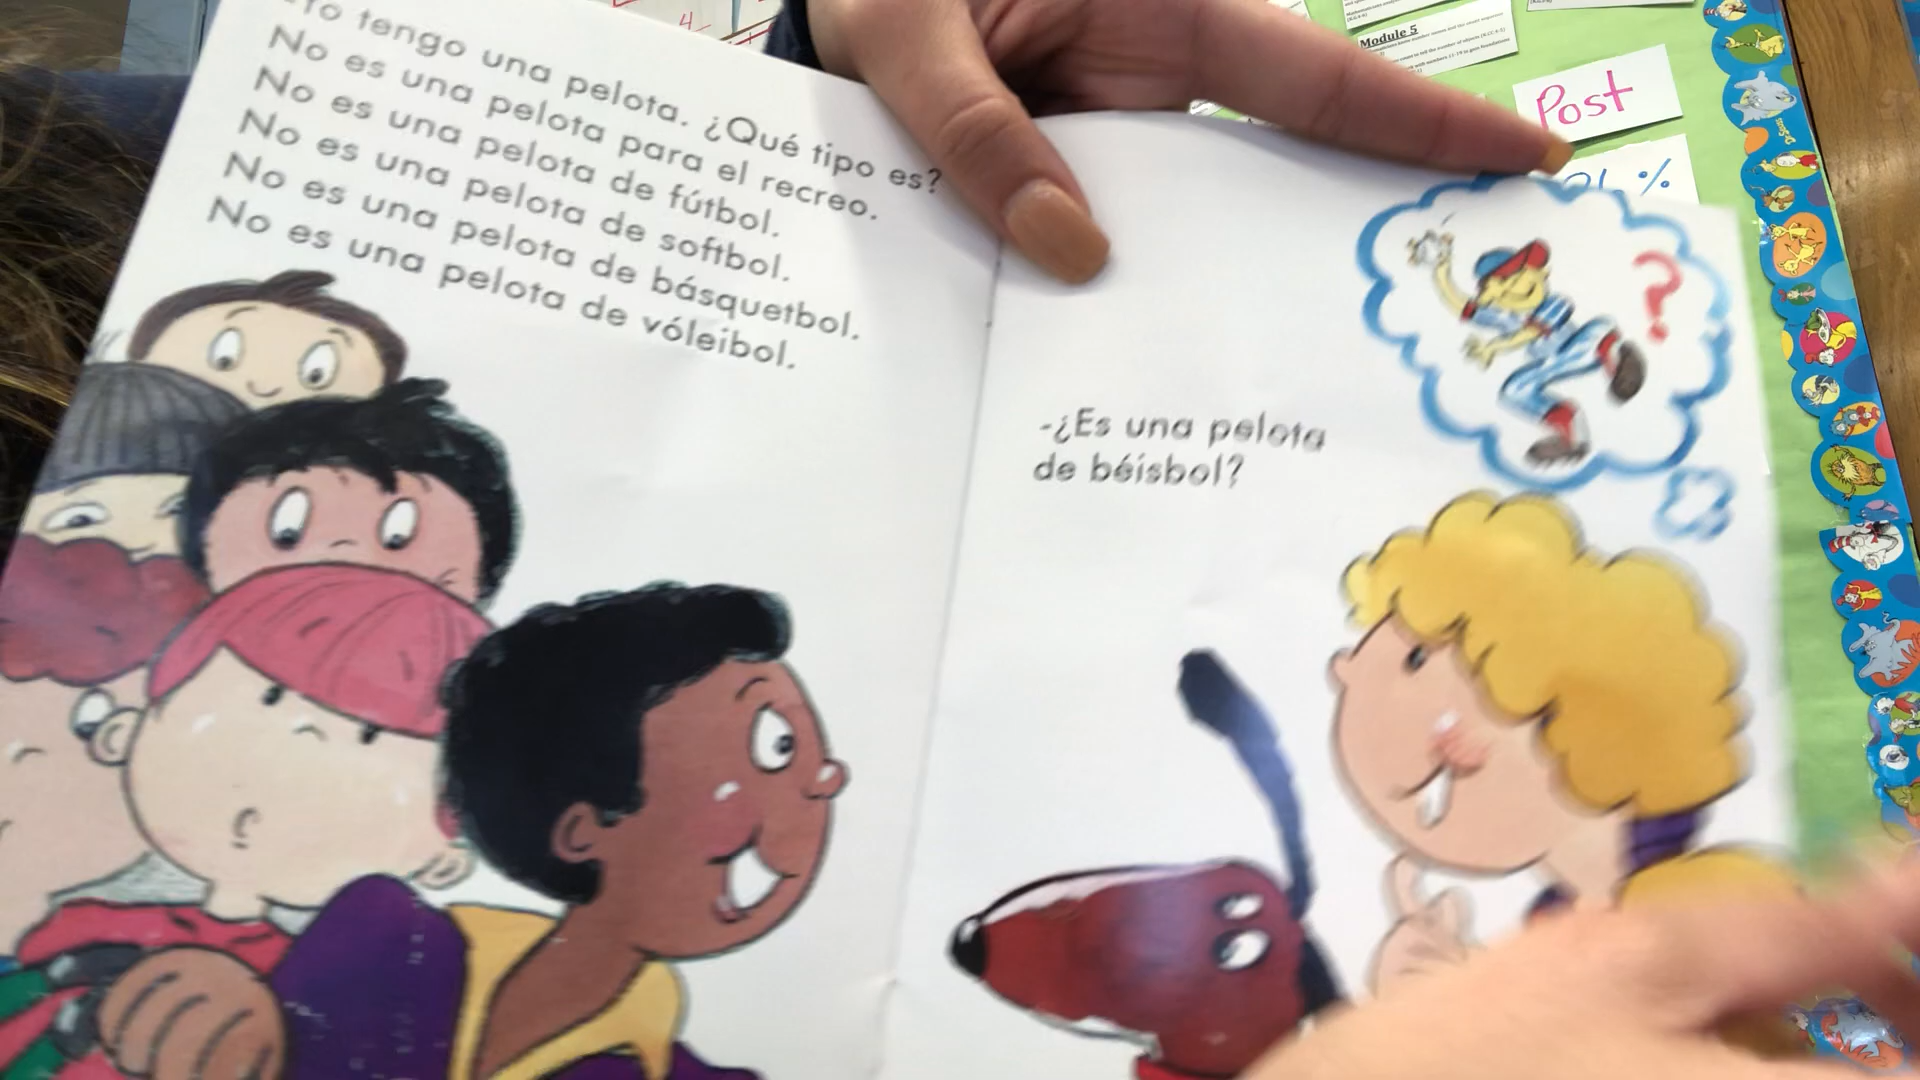 -Yo tengo una pelota. ¿Qué tipo es?
No es una pelota para el recreo.
No es una pelota de fútbol.
No es una pelota de softbol.
No es una pelota de básquetbol.
No es una pelota de vóleibol.
-¿Es una pelota
de béisbol?
?
Module 5
Post
%
4